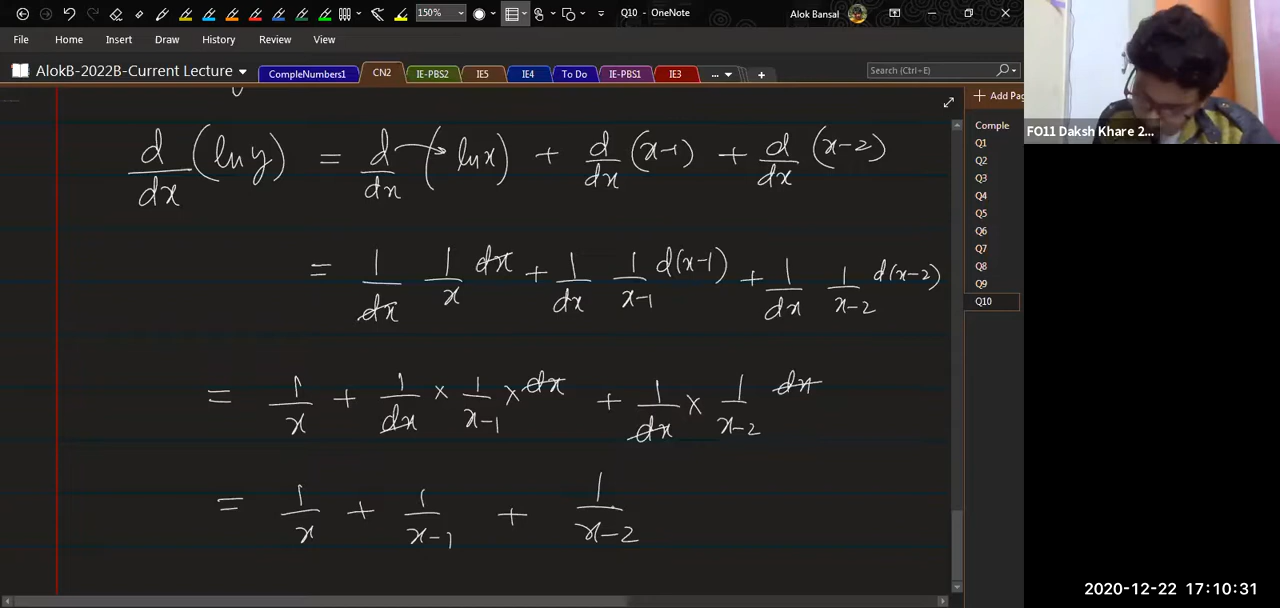 150%
Q10 - OneNote
Alok Bansal
File Home Insert Draw History Review View
AlokB-2022B-Current Lecture
CompleNumbers1 CN2 IE-PBS2 IE5 IE4 To Do IE-PBS1 IE3 ... +
Search (Ctrl+E)
+ Add Pag
Comple
Q1
Q2
Q3
Q4
Q5
Q6
Q7
Q8
Q9
Q10
FO11 Daksh Khare 2...
d/dx (ln y) = d/dx (ln x) + d/dx (x-1) + d/dx (x-2)
= 1/dx 1/x dx + 1/dx 1/x-1 d(x-1) + 1/dx 1/x-2 d(x-2)
= 1/x + 1/dx × 1/x-1 × dx + 1/dx × 1/x-2 dx
= 1/x + 1/x-1 + 1/x-2
2020-12-22 17:10:31